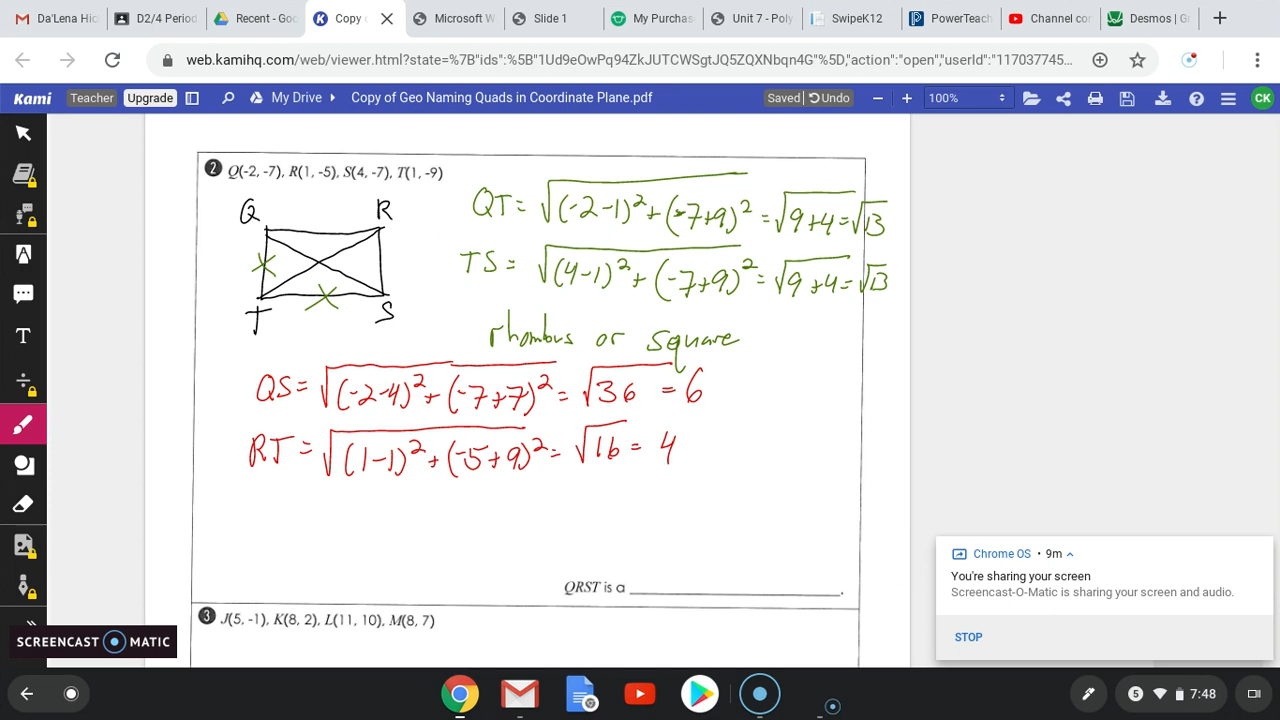 Da'Lena Hic
D2/4 Period
Recent - Goo
Copy o
Microsoft W
Slide 1
My Purchas
Unit 7 - Poly
SwipeK12
PowerTeach
Channel con
Desmos | Gr
web.kamihq.com/web/viewer.html?state=%7B"ids"%3A%5B"1Ud9eOwPq94ZkJUTCWSgtJQ5ZQXNbqn4G"%5D,"action":"open","userId":"117037745...
Kami
Teacher
Upgrade
My Drive
Copy of Geo Naming Quads in Coordinate Plane.pdf
Saved
Undo
100%
CK
2 Q(-2, -7), R(1, -5), S(4, -7), T(1, -9)
Q R
T S
QT = √(-2-1)²+(-7+9)² = √9+4 = √13
TS = √(4-1)²+(-7+9)² = √9+4 = √13
rhombus or square
QS = √(-2-4)²+(-7+7)² = √36 = 6
RT = √(1-1)²+(-5+9)² = √16 = 4
QRST is a ____________________.
3 J(5, -1), K(8, 2), L(11, 10), M(8, 7)
Chrome OS • 9m
You're sharing your screen
Screencast-O-Matic is sharing your screen and audio.
STOP
SCREENCAST MATIC
5 7:48